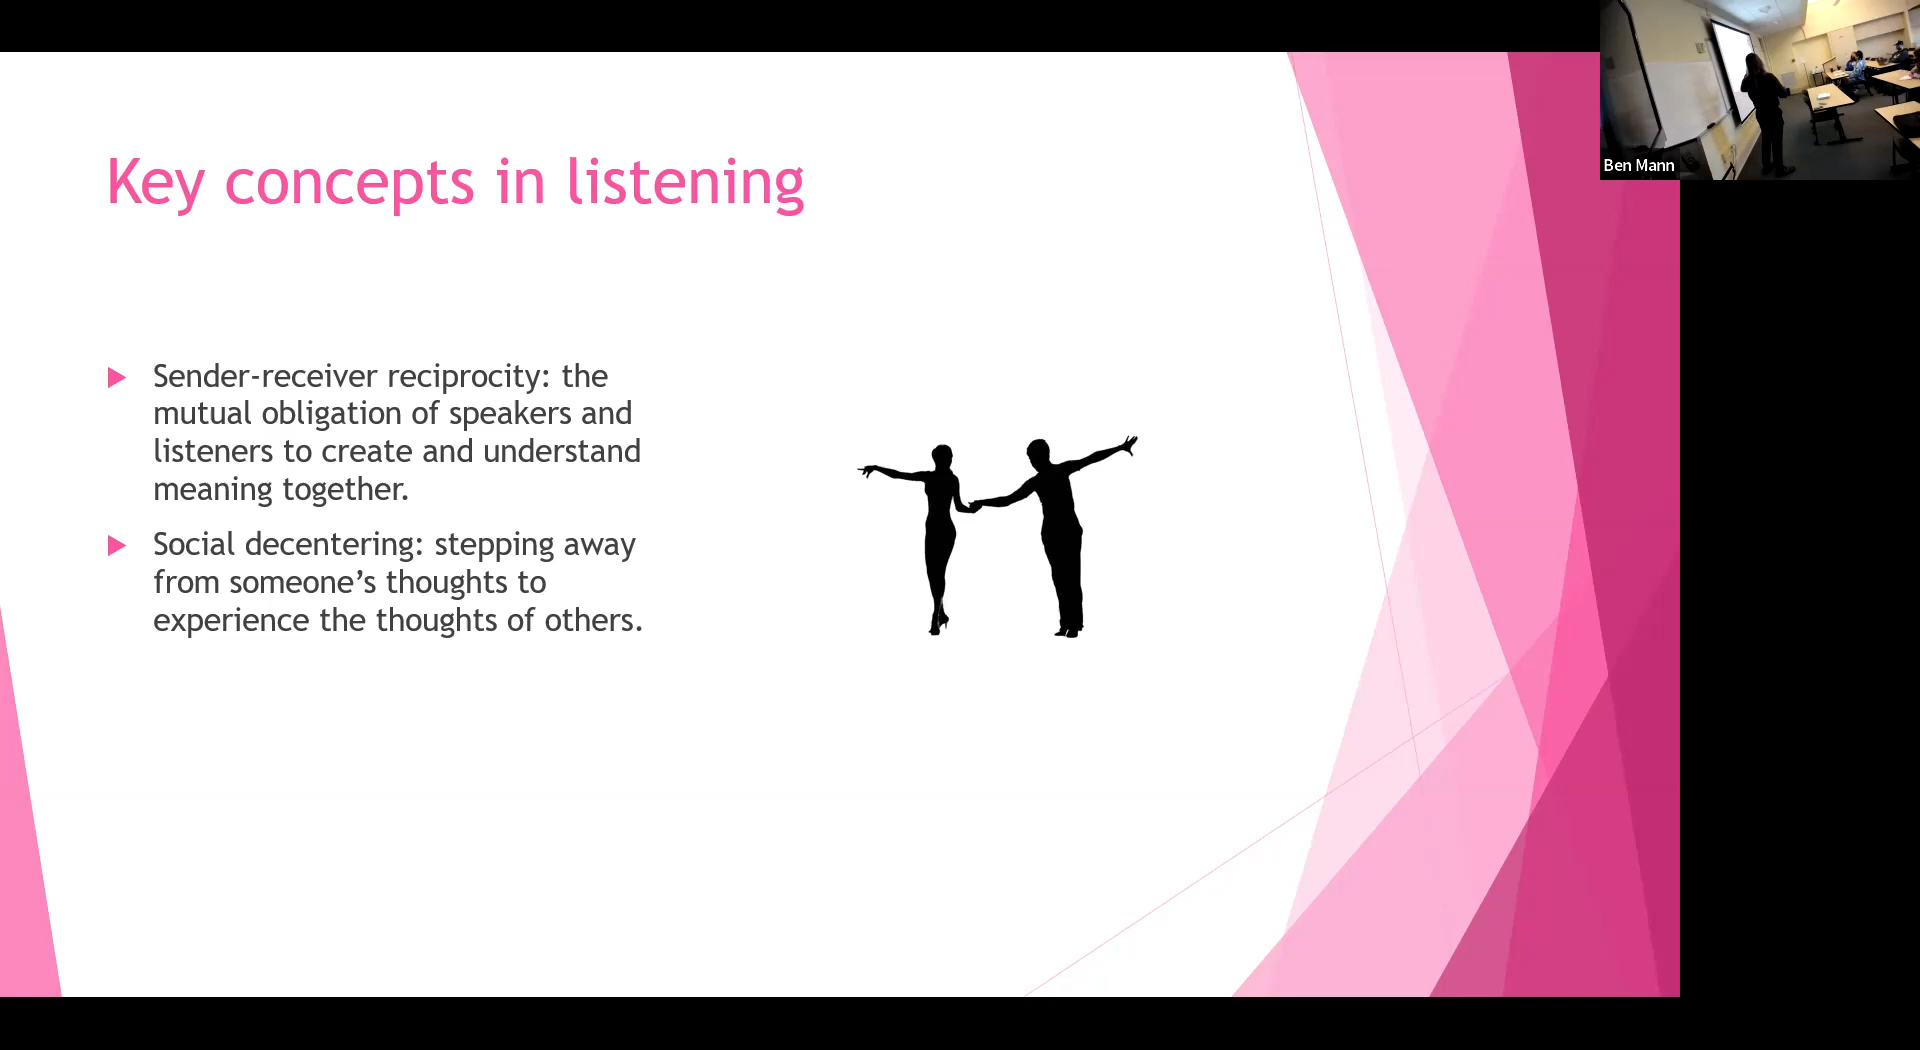 Key concepts in listening
Sender-receiver reciprocity: the
mutual obligation of speakers and
listeners to create and understand
meaning together.
Social decentering: stepping away
from someone’s thoughts to
experience the thoughts of others.
Ben Mann